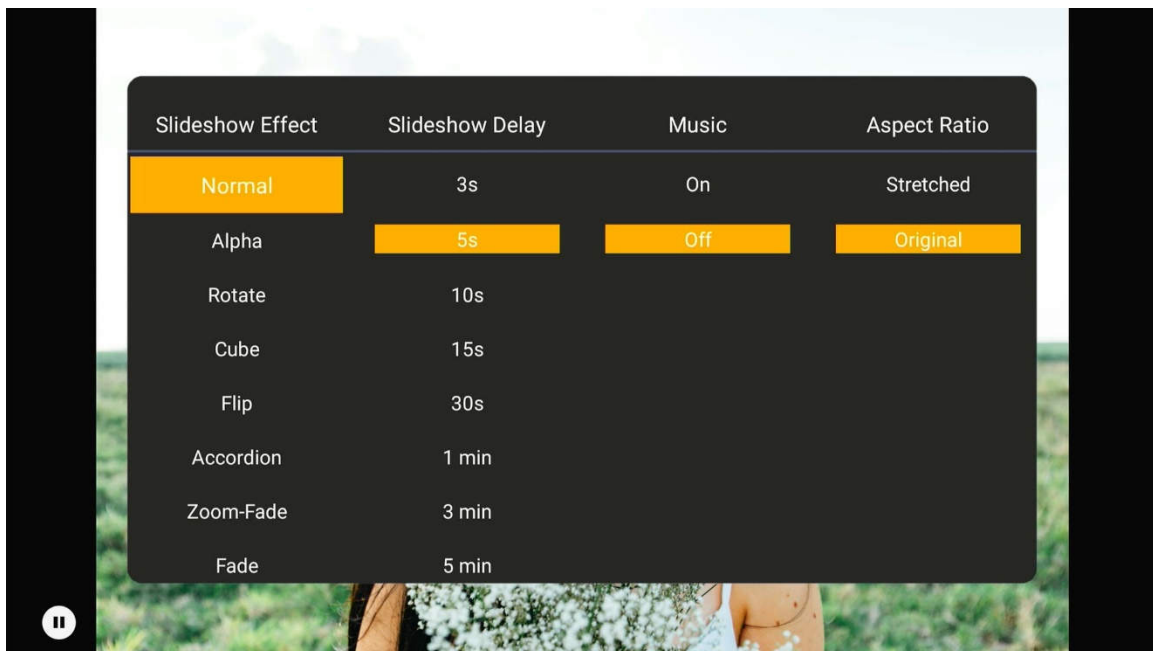 Slideshow Effect Slideshow Delay Music Aspect Ratio
Normal 3s On Stretched
Alpha 5s Off Original
Rotate 10s
Cube 15s
Flip 30s
Accordion 1 min
Zoom-Fade 3 min
Fade 5 min